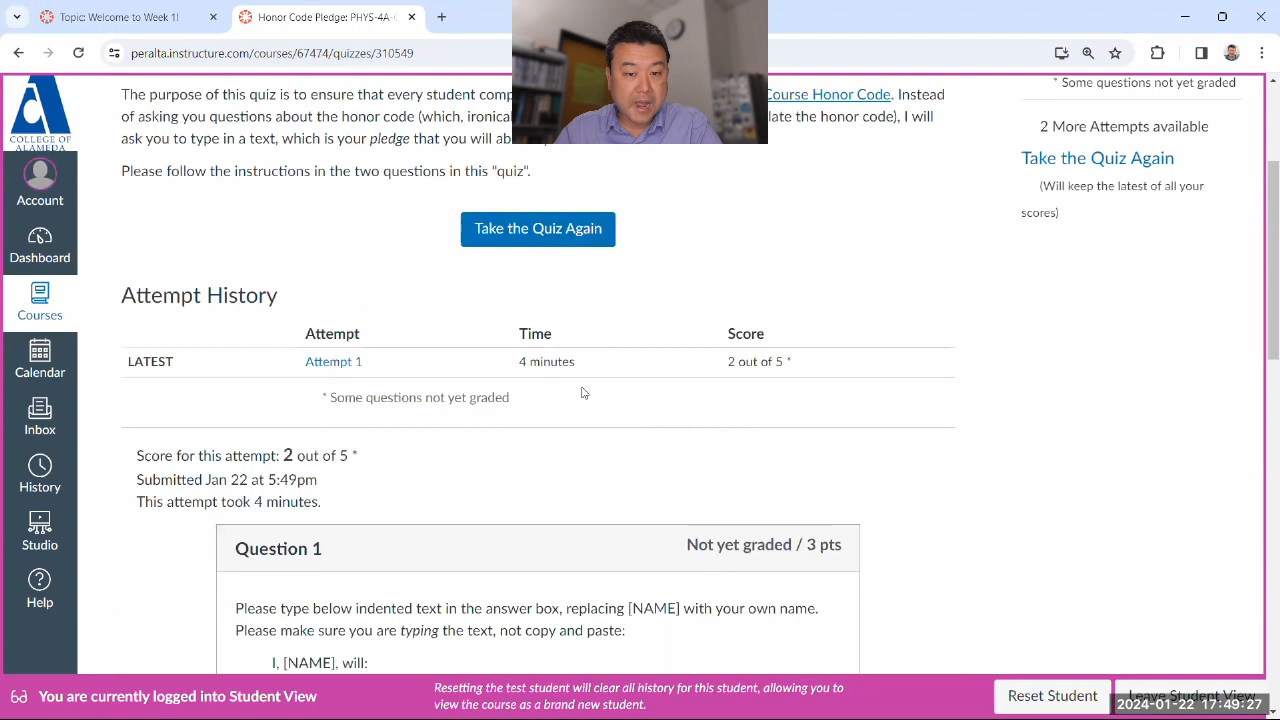 Honor Code
PHYS-4A-
peralta.instructure.com/courses/67474/quizzes/310549
COLLEGE OF
ALAMEDA
Account
Dashboard
Courses
Calendar
Inbox
History
Studio
Help
The purpose of this quiz is to ensure that every student comp
Course Honor Code. Instead
of asking you questions about the honor code (which, ironica
late the honor code), I will
ask you to type in a text, which is your pledge that you will ab
Please follow the instructions in the two questions in this "quiz".
Take the Quiz Again
Attempt History
Attempt Time Score
LATEST Attempt 1 4 minutes 2 out of 5 *
* Some questions not yet graded
Score for this attempt: 2 out of 5 *
Submitted Jan 22 at 5:49pm
This attempt took 4 minutes.
Question 1 Not yet graded / 3 pts
Please type below indented text in the answer box, replacing [NAME] with your own name.
Please make sure you are typing the text, not copy and paste:
I, [NAME], will:
* Some questions not yet graded
2 More Attempts available
Take the Quiz Again
(Will keep the latest of all your
scores)
You are currently logged into Student View
Resetting the test student will clear all history for this student, allowing you to
view the course as a brand new student.
Reset Student
Leave Student View
2024-01-22 17:49:27